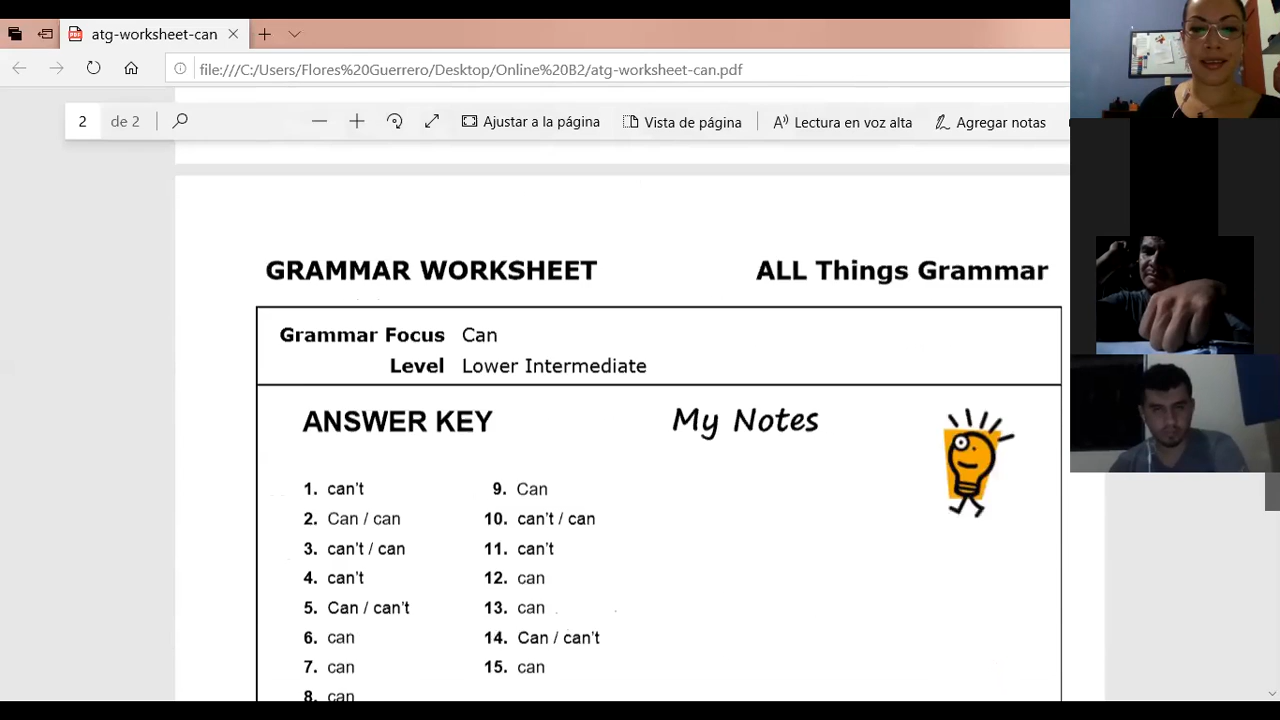 atg-worksheet-can
file:///C:/Users/Flores%20Guerrero/Desktop/Online%20B2/atg-worksheet-can.pdf
2 de 2 Ajustar a la página Vista de página Lectura en voz alta Agregar notas
GRAMMAR WORKSHEET ALL Things Grammar
Grammar Focus Can
Level Lower Intermediate
ANSWER KEY My Notes
1. can't 9. Can
2. Can / can 10. can't / can
3. can't / can 11. can't
4. can't 12. can
5. Can / can't 13. can
6. can 14. Can / can't
7. can 15. can
8. can